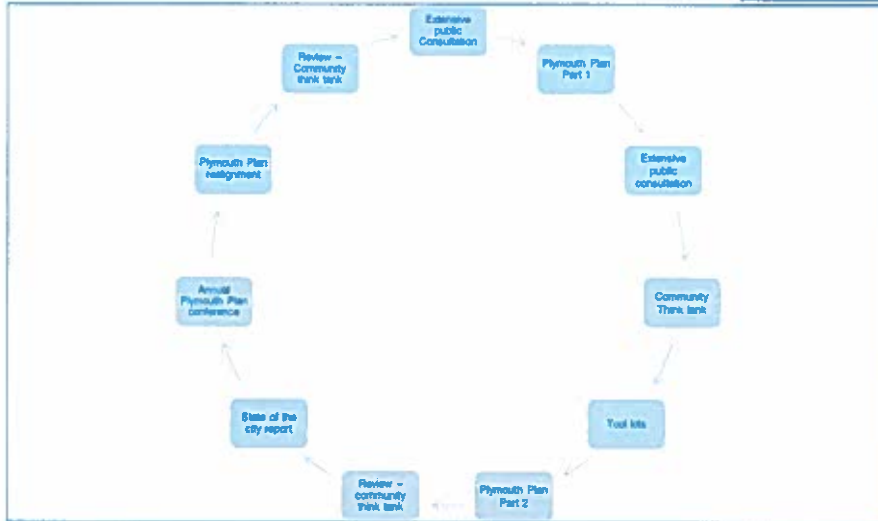 Extensive
public
Consultation
Plymouth Plan
Part 1
Extensive
public
consultation
Community
Think tank
Tool kits
Plymouth Plan
Part 2
Review –
community
think tank
State of the
city report
Annual
Plymouth Plan
conference
Plymouth Plan
realignment
Review –
Community
think tank